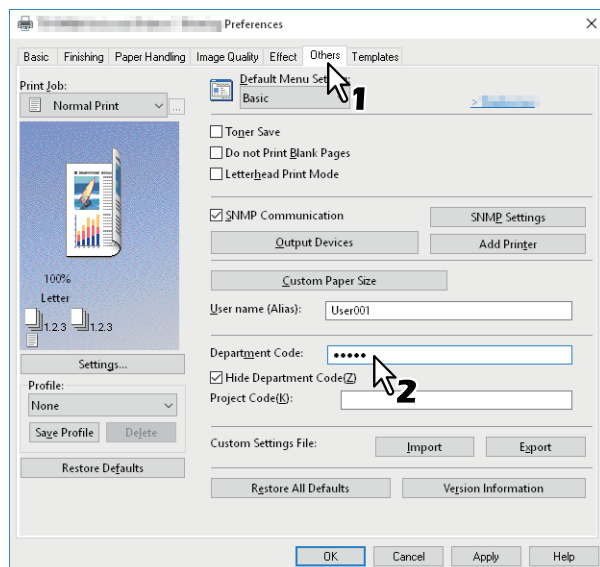 Preferences
Basic Finishing Paper Handling Image Quality Effect Others Templates
Print Job:
Normal Print
...
100%
Letter
1.2.3 1.2.3
Settings...
Profile:
None
Save Profile Delete
Restore Defaults
Default Menu
Basic
>
1
Toner Save
Do not Print Blank Pages
Letterhead Print Mode
SNMP Communication SNMP Settings
Output Devices Add Printer
Custom Paper Size
User name (Alias): User001
Department Code: •••••
Hide Department Code(Z)
2
Project Code(K):
Custom Settings File: Import Export
Restore All Defaults Version Information
OK Cancel Apply Help